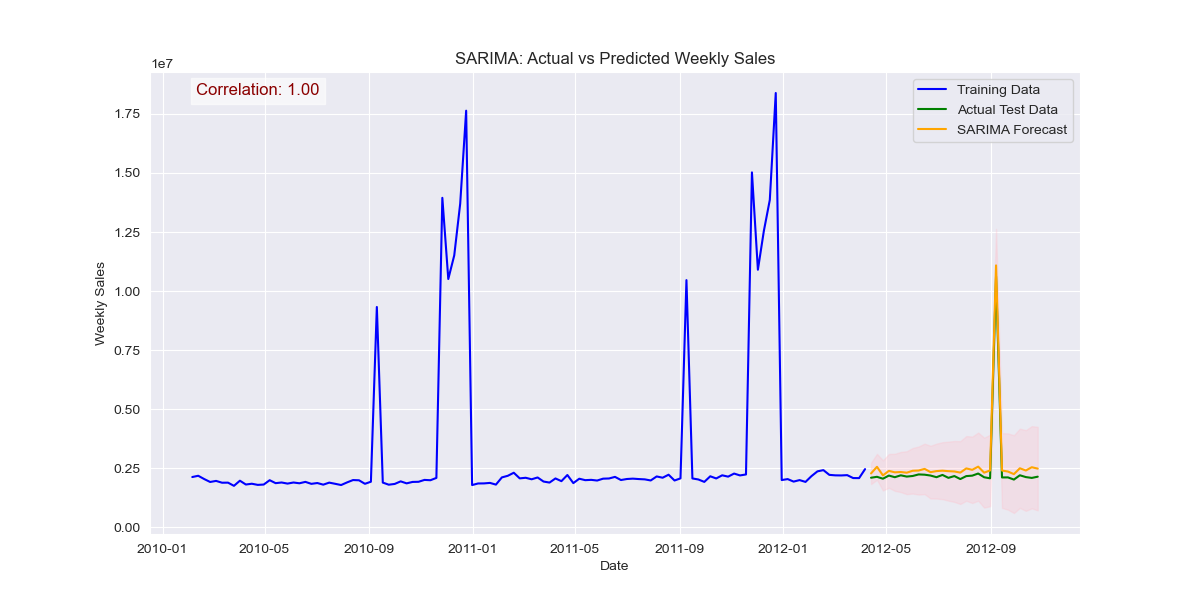 SARIMA: Actual vs Predicted Weekly Sales
1e7
Correlation: 1.00
Training Data
Actual Test Data
SARIMA Forecast
1.75
1.50
1.25
1.00
0.75
0.50
0.25
0.00
Weekly Sales
2010-01
2010-05
2010-09
2011-01
2011-05
2011-09
2012-01
2012-05
2012-09
Date